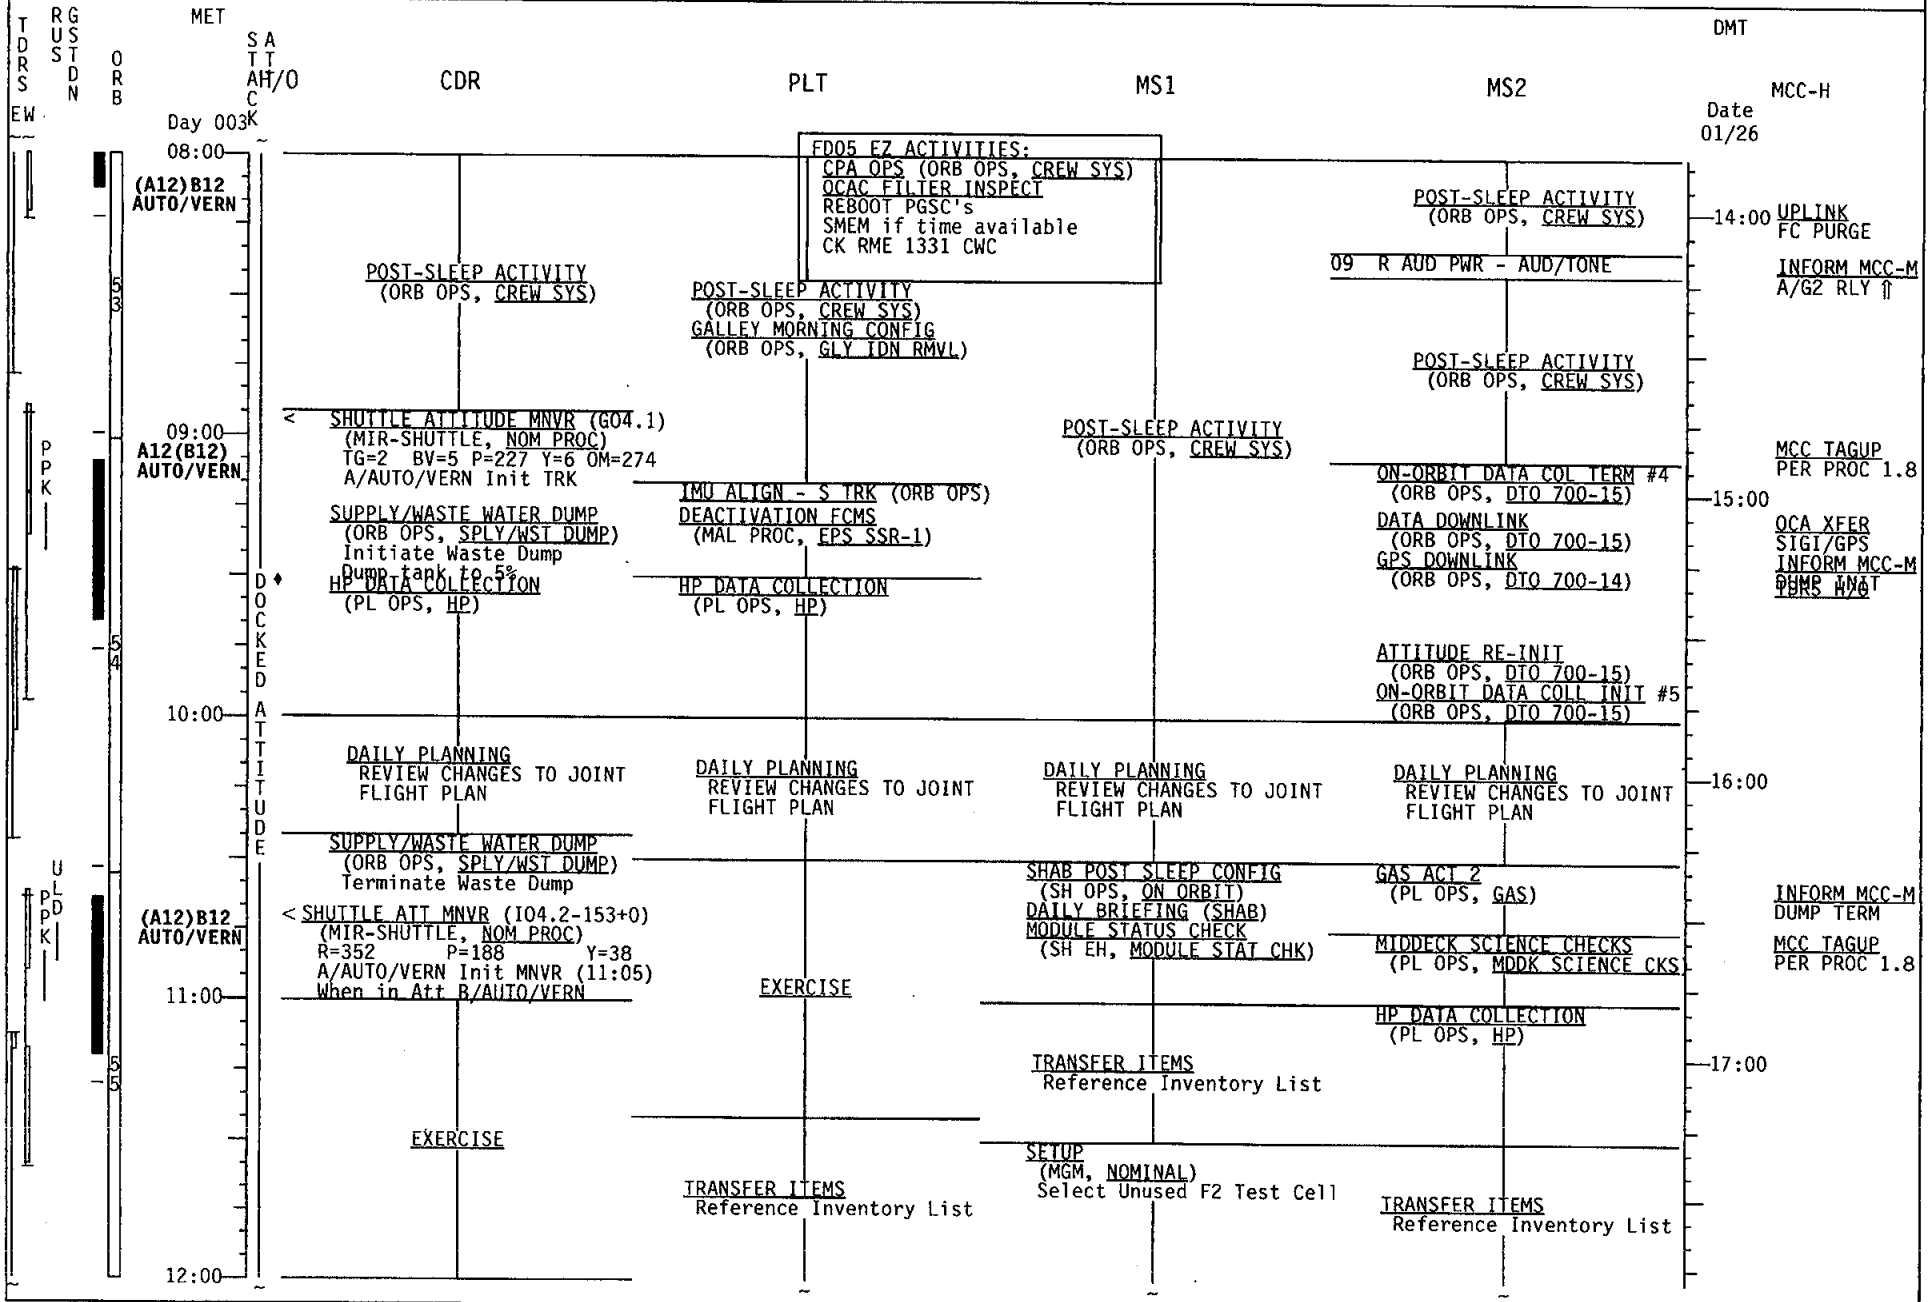 TDRS
EW
RUS
GSTDN
ORB
MET
Day 003
STACK
ATT
H/O
CDR
PLT
MS1
MS2
DMT
Date
01/26
MCC-H
08:00
(A12)B12
AUTO/VERN
09:00
A12(B12)
AUTO/VERN
10:00
(A12)B12
AUTO/VERN
11:00
12:00
53
54
55
PPK
ULD
PPK
DOCKED ATTITUDE
POST-SLEEP ACTIVITY
(ORB OPS, CREW SYS)
< SHUTTLE ATTITUDE MNVR (G04.1)
(MIR-SHUTTLE, NOM PROC)
TG=2 BV=5 P=227 Y=6 OM=274
A/AUTO/VERN Init TRK
SUPPLY/WASTE WATER DUMP
(ORB OPS, SPLY/WST DUMP)
Initiate Waste Dump
Dump tank to 5%
HP DATA COLLECTION
(PL OPS, HP)
DAILY PLANNING
REVIEW CHANGES TO JOINT
FLIGHT PLAN
SUPPLY/WASTE WATER DUMP
(ORB OPS, SPLY/WST DUMP)
Terminate Waste Dump
< SHUTTLE ATT MNVR (I04.2-153+0)
(MIR-SHUTTLE, NOM PROC)
R=352 P=188 Y=38
A/AUTO/VERN Init MNVR (11:05)
When in Att B/AUTO/VERN
EXERCISE
FD05 EZ ACTIVITIES:
CPA OPS (ORB OPS, CREW SYS)
OCAC FILTER INSPECT
REBOOT PGSC's
SMEM if time available
CK RME 1331 CWC
POST-SLEEP ACTIVITY
(ORB OPS, CREW SYS)
GALLEY MORNING CONFIG
(ORB OPS, GLY IDN RMVL)
IMU ALIGN - S TRK (ORB OPS)
DEACTIVATION FCMS
(MAL PROC, EPS SSR-1)
HP DATA COLLECTION
(PL OPS, HP)
DAILY PLANNING
REVIEW CHANGES TO JOINT
FLIGHT PLAN
EXERCISE
TRANSFER ITEMS
Reference Inventory List
POST-SLEEP ACTIVITY
(ORB OPS, CREW SYS)
DAILY PLANNING
REVIEW CHANGES TO JOINT
FLIGHT PLAN
SHAB POST SLEEP CONFIG
(SH OPS, ON ORBIT)
DAILY BRIEFING (SHAB)
MODULE STATUS CHECK
(SH EH, MODULE STAT CHK)
TRANSFER ITEMS
Reference Inventory List
SETUP
(MGM, NOMINAL)
Select Unused F2 Test Cell
POST-SLEEP ACTIVITY
(ORB OPS, CREW SYS)
09 R AUD PWR - AUD/TONE
POST-SLEEP ACTIVITY
(ORB OPS, CREW SYS)
ON-ORBIT DATA COL TERM #4
(ORB OPS, DTO 700-15)
DATA DOWNLINK
(ORB OPS, DTO 700-15)
GPS DOWNLINK
(ORB OPS, DTO 700-14)
ATTITUDE RE-INIT
(ORB OPS, DTO 700-15)
ON-ORBIT DATA COLL INIT #5
(ORB OPS, DTO 700-15)
DAILY PLANNING
REVIEW CHANGES TO JOINT
FLIGHT PLAN
GAS ACT 2
(PL OPS, GAS)
MIDDECK SCIENCE CHECKS
(PL OPS, MDDK SCIENCE CKS)
HP DATA COLLECTION
(PL OPS, HP)
TRANSFER ITEMS
Reference Inventory List
14:00
15:00
16:00
17:00
UPLINK
FC PURGE
INFORM MCC-M
A/G2 RLY ⇑
MCC TAGUP
PER PROC 1.8
OCA XFER
SIGI/GPS
INFORM MCC-M
DUMP INIT
TDRS H/O
INFORM MCC-M
DUMP TERM
MCC TAGUP
PER PROC 1.8